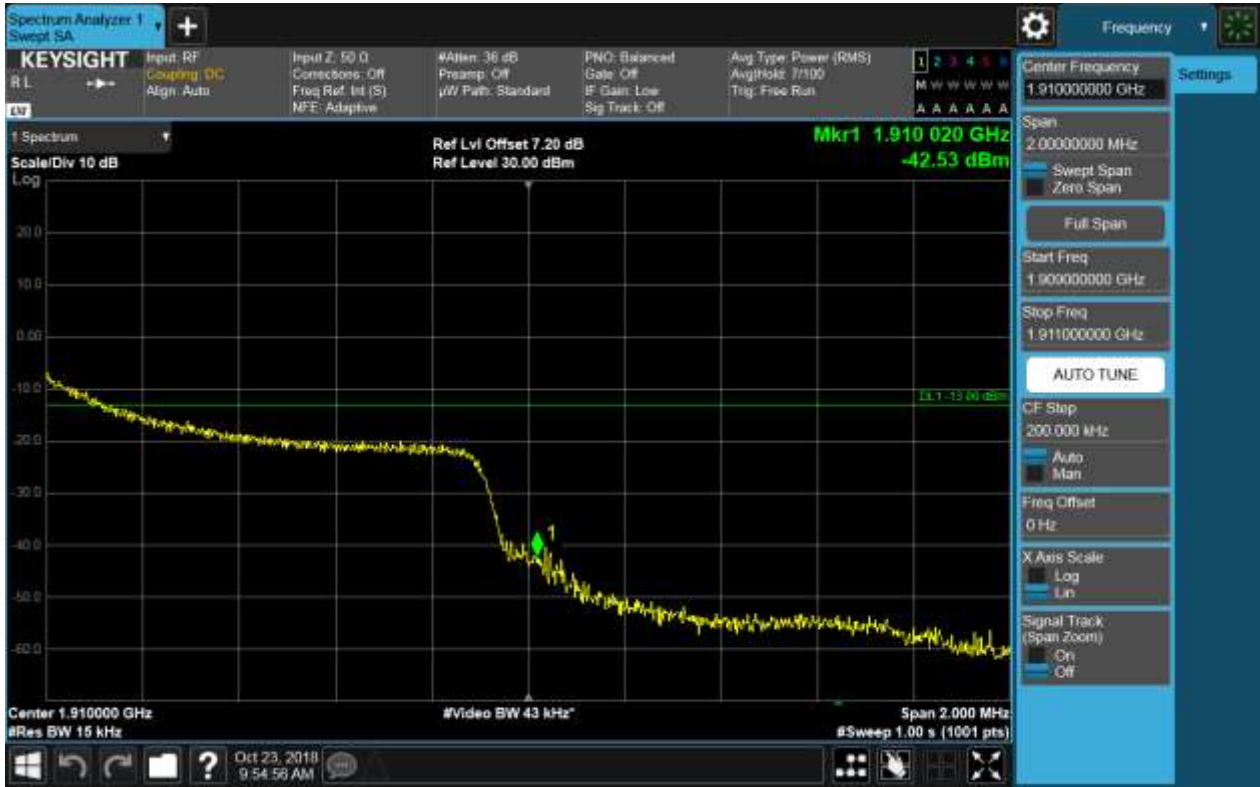 Spectrum Analyzer 1
Swept SA
Frequency
KEYSIGHT
R L
Input: RF
Coupling: DC
Align: Auto
Input Z: 50 Ω
Corrections: Off
Freq Ref: Int (S)
NFE: Adaptive
#Atten: 36 dB
Preamp: Off
µW Path: Standard
PNO: Balanced
Gate: Off
IF Gain: Low
Sig Track: Off
Avg Type: Power (RMS)
Avg|Hold: 7/100
Trig: Free Run
1 2 3 4 5 6
M W W W W W
A A A A A A
1 Spectrum
Scale/Div 10 dB
Log
Ref Lvl Offset 7.20 dB
Ref Level 30.00 dBm
Mkr1 1.910 020 GHz
-42.53 dBm
20.0
10.0
0.00
-10.0
-20.0
-30.0
-40.0
-50.0
-60.0
DL1 -13.00 dBm
1
Center 1.910000 GHz
#Res BW 15 kHz
#Video BW 43 kHz*
Span 2.000 MHz
#Sweep 1.00 s (1001 pts)
Oct 23, 2018
9:54:56 AM
Center Frequency
1.910000000 GHz
Settings
Span
2.00000000 MHz
Swept Span
Zero Span
Full Span
Start Freq
1.909000000 GHz
Stop Freq
1.911000000 GHz
AUTO TUNE
CF Step
200.000 kHz
Auto
Man
Freq Offset
0 Hz
X Axis Scale
Log
Lin
Signal Track
(Span Zoom)
On
Off